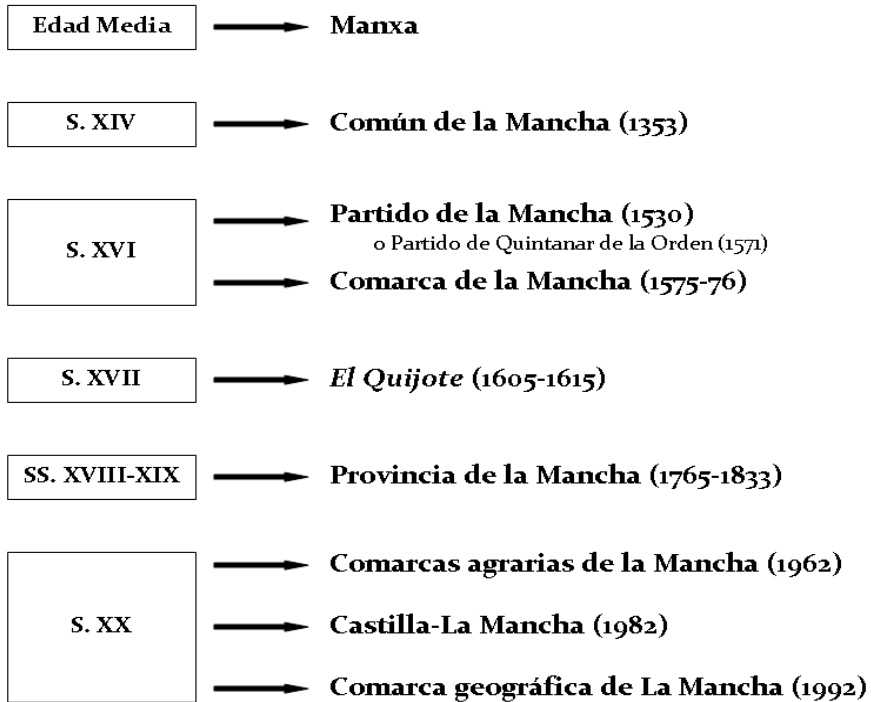 Edad Media Manxa
S. XIV Común de la Mancha (1353)
Partido de la Mancha (1530)
o Partido de Quintanar de la Orden (1571)
S. XVI
Comarca de la Mancha (1575-76)
S. XVII El Quijote (1605-1615)
SS. XVIII-XIX Provincia de la Mancha (1765-1833)
Comarcas agrarias de la Mancha (1962)
S. XX Castilla-La Mancha (1982)
Comarca geográfica de La Mancha (1992)